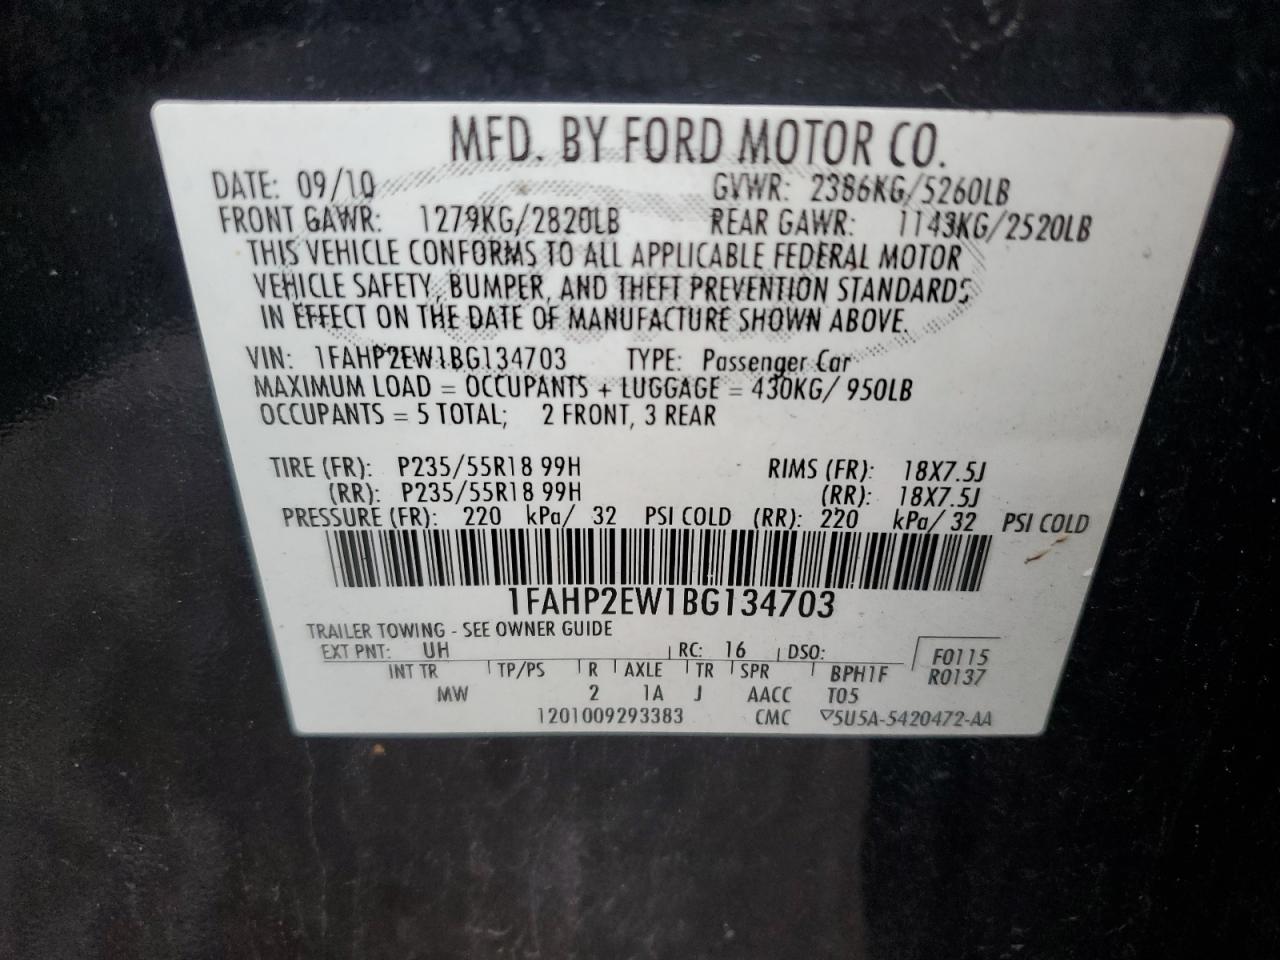 MFD. BY FORD MOTOR CO.
DATE: 09/10 GVWR: 2386KG/5260LB
FRONT GAWR: 1279KG/2820LB REAR GAWR: 1143KG/2520LB
THIS VEHICLE CONFORMS TO ALL APPLICABLE FEDERAL MOTOR
VEHICLE SAFETY, BUMPER, AND THEFT PREVENTION STANDARDS
IN EFFECT ON THE DATE OF MANUFACTURE SHOWN ABOVE.
VIN: 1FAHP2EW1BG134703 TYPE: Passenger Car
MAXIMUM LOAD = OCCUPANTS + LUGGAGE = 430KG/ 950LB
OCCUPANTS = 5 TOTAL; 2 FRONT, 3 REAR
TIRE (FR): P235/55R18 99H RIMS (FR): 18X7.5J
(RR): P235/55R18 99H (RR): 18X7.5J
PRESSURE (FR): 220 kPa/ 32 PSI COLD (RR): 220 kPa/ 32 PSI COLD
1FAHP2EW1BG134703
TRAILER TOWING - SEE OWNER GUIDE
EXT PNT: UH RC: 16 DSO: F0115
INT TR TP/PS R AXLE TR SPR BPH1F R0137
MW 2 1A J AACC T05
1201009293383 CMC ▽5U5A-5420472-AA